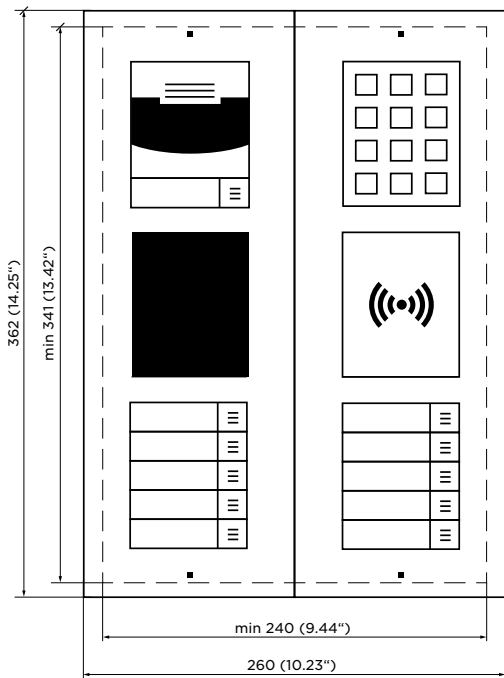 362 (14.25“)
min 341 (13.42“)
min 240 (9.44“)
260 (10.23“)